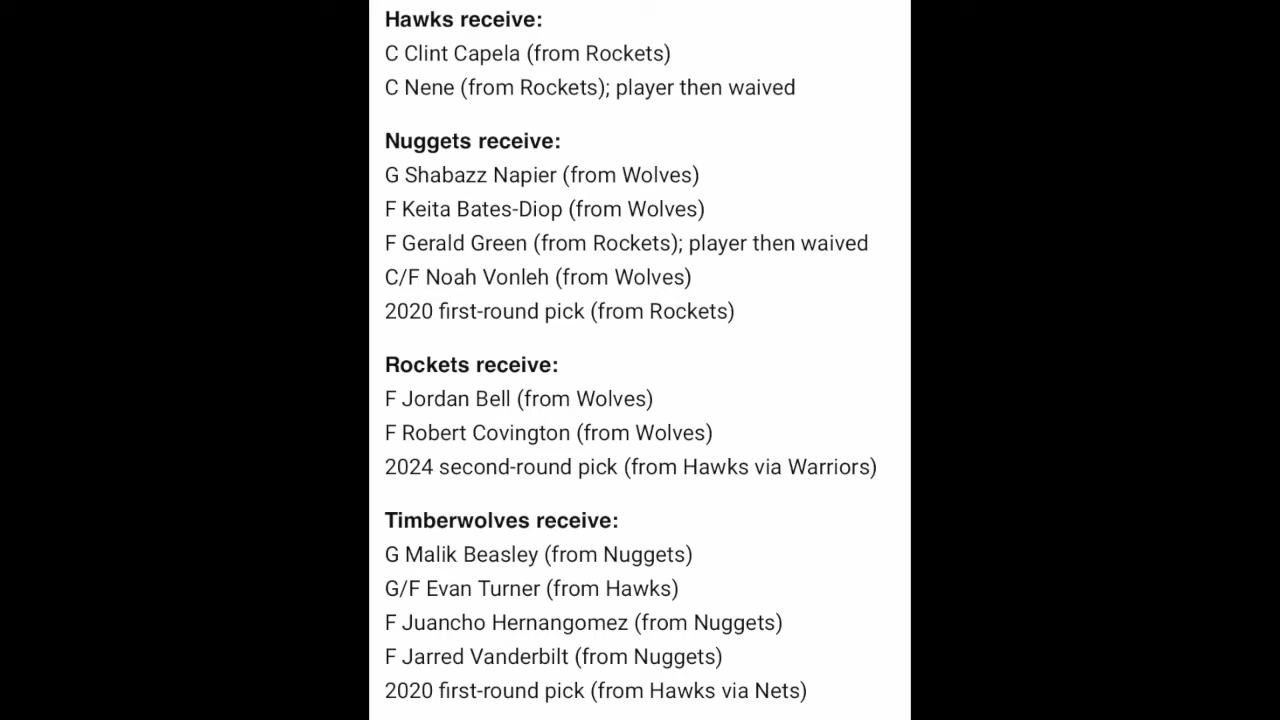 Hawks receive:
C Clint Capela (from Rockets)
C Nene (from Rockets); player then waived
Nuggets receive:
G Shabazz Napier (from Wolves)
F Keita Bates-Diop (from Wolves)
F Gerald Green (from Rockets); player then waived
C/F Noah Vonleh (from Wolves)
2020 first-round pick (from Rockets)
Rockets receive:
F Jordan Bell (from Wolves)
F Robert Covington (from Wolves)
2024 second-round pick (from Hawks via Warriors)
Timberwolves receive:
G Malik Beasley (from Nuggets)
G/F Evan Turner (from Hawks)
F Juancho Hernangomez (from Nuggets)
F Jarred Vanderbilt (from Nuggets)
2020 first-round pick (from Hawks via Nets)